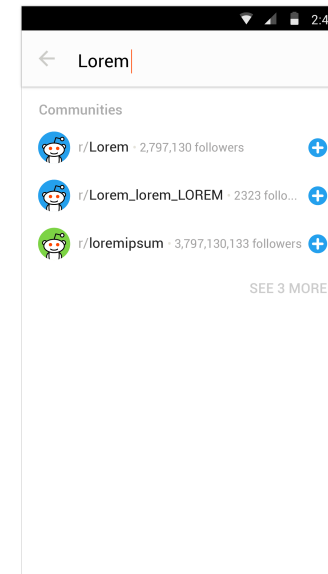 2:4
Lorem
Communities
r/Lorem · 2,797,130 followers
r/Lorem_lorem_LOREM · 2323 follo...
r/loremipsum · 3,797,130,133 followers
SEE 3 MORE